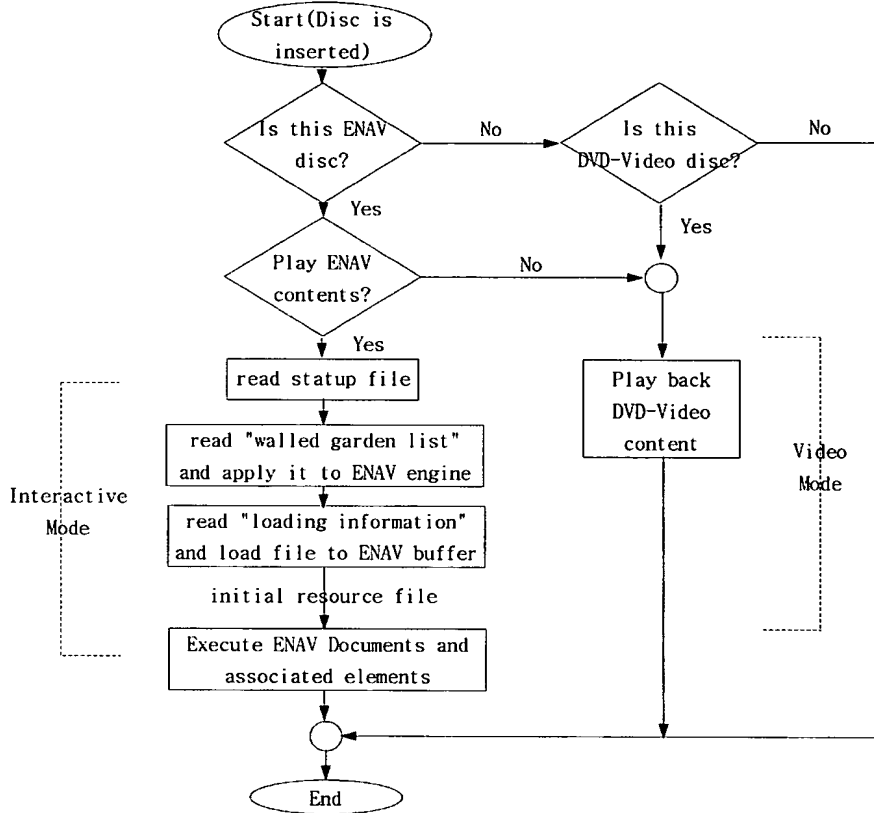 Start(Disc is
inserted)
Is this ENAV
disc?
No
Is this
DVD-Video disc?
No
Yes
Yes
Play ENAV
contents?
No
Yes
read statup file
Play back
DVD-Video
content
read "walled garden list"
and apply it to ENAV engine
Video
Mode
Interactive
Mode
read "loading information"
and load file to ENAV buffer
initial resource file
Execute ENAV Documents and
associated elements
End